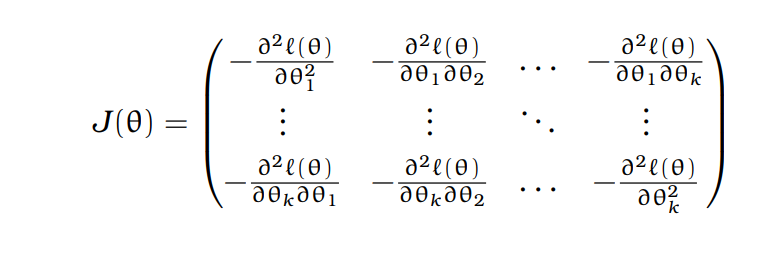 J(θ) = ( −∂²ℓ(θ)/∂θ₁² −∂²ℓ(θ)/∂θ₁∂θ₂ … −∂²ℓ(θ)/∂θ₁∂θₖ
⋮ ⋮ ⋱ ⋮
−∂²ℓ(θ)/∂θₖ∂θ₁ −∂²ℓ(θ)/∂θₖ∂θ₂ … −∂²ℓ(θ)/∂θₖ² )